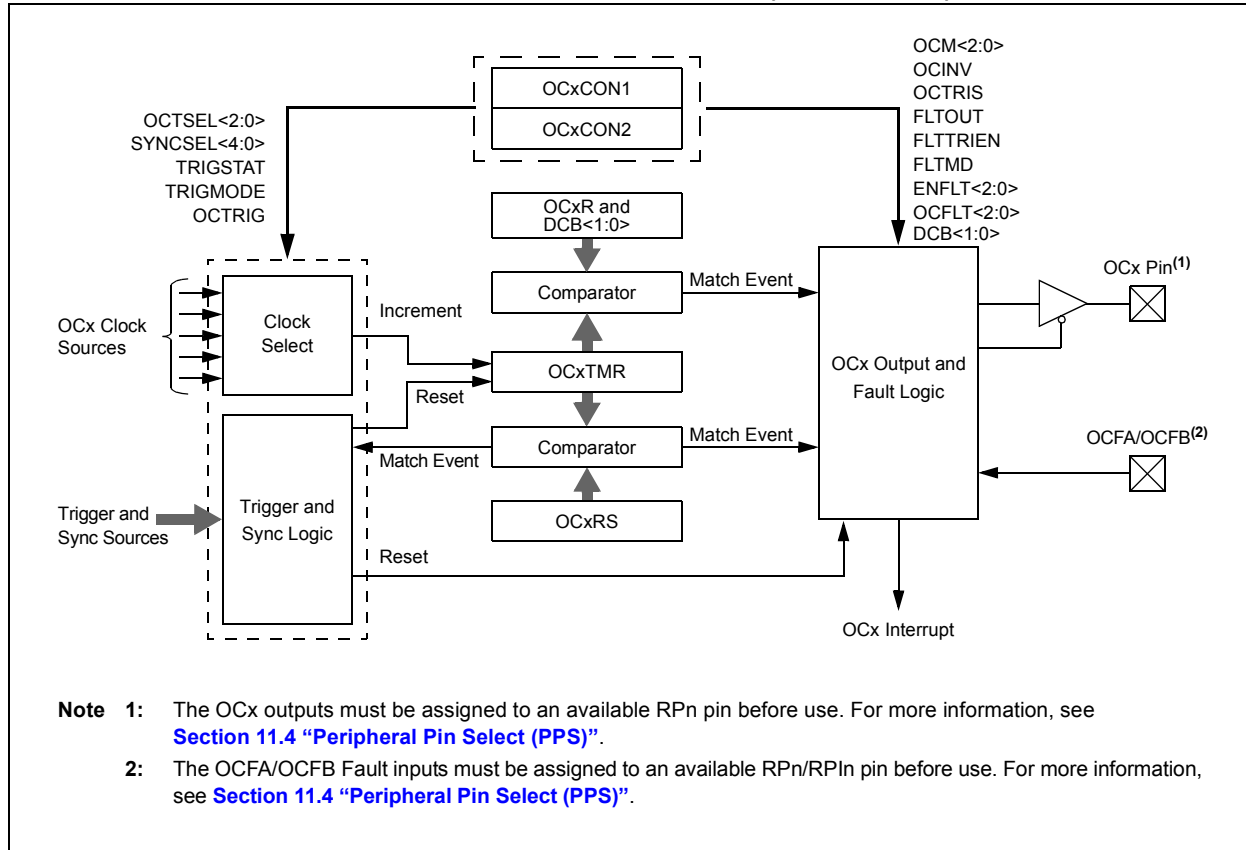 OCxCON1
OCxCON2
OCM<2:0>
OCINV
OCTRIS
FLTOUT
FLTTRIEN
FLTMD
ENFLT<2:0>
OCFLT<2:0>
DCB<1:0>
OCTSEL<2:0>
SYNCSEL<4:0>
TRIGSTAT
TRIGMODE
OCTRIG
OCxR and
DCB<1:0>
Comparator
Match Event
OCx Pin(1)
OCx Clock
Sources
Clock
Select
Increment
OCxTMR
Reset
OCx Output and
Fault Logic
Comparator
Match Event
Match Event
OCFA/OCFB(2)
Trigger and
Sync Sources
Trigger and
Sync Logic
OCxRS
Reset
OCx Interrupt
Note 1: The OCx outputs must be assigned to an available RPn pin before use. For more information, see
Section 11.4 “Peripheral Pin Select (PPS)”.
2: The OCFA/OCFB Fault inputs must be assigned to an available RPn/RPIn pin before use. For more information,
see Section 11.4 “Peripheral Pin Select (PPS)”.